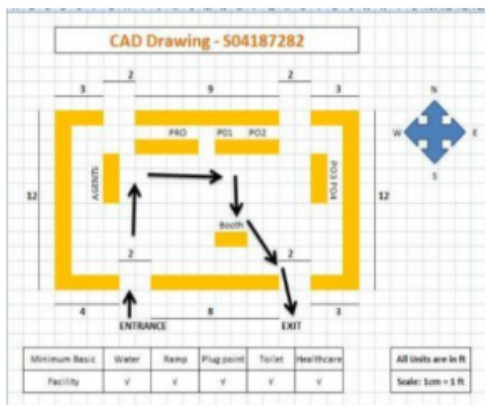 CAD Drawing - S04187282
2 2
3 9 3
N
PRO P01 PO2
W E
AGENTS
PO3 PO4
S
12 12
Booth
2 2
4 8 3
ENTRANCE EXIT
Minimum Basic Water Ramp Plug point Toilet Healthcare
Facility √ √ √ √ √
All Units are in ft
Scale: 1cm = 1 ft